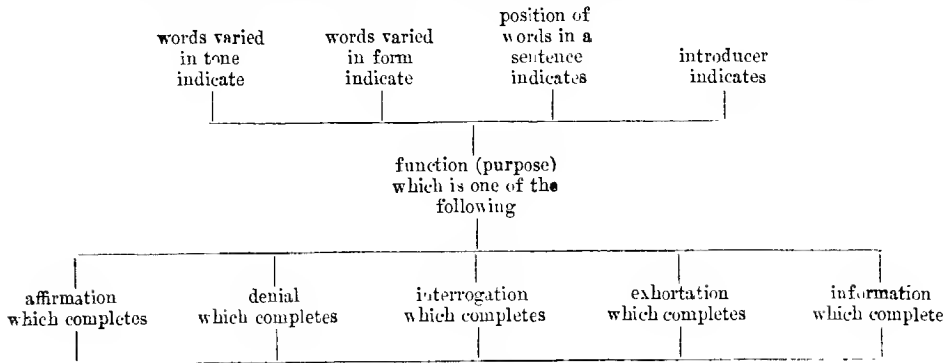 words varied
in tone
indicate
words varied
in form
indicate
position of
words in a
sentence
indicates
introducer
indicates
function (purpose)
which is one of the
following
affirmation
which completes
denial
which completes
interrogation
which completes
exhortation
which completes
information
which complete